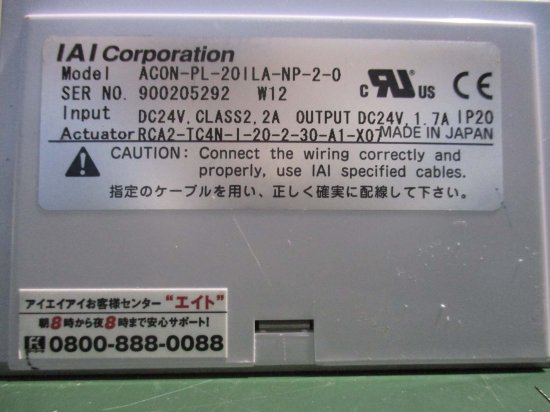 IAI Corporation
Model ACON-PL-20ILA-NP-2-0
SER NO. 900205292 W12
Input DC24V, CLASS2, 2A OUTPUT DC24V, 1.7A IP20
Actuator RCA2-TC4N-I-20-2-30-A1-X07 MADE IN JAPAN
CAUTION: Connect the wiring correctly and
properly, use IAI specified cables.
指定のケーブルを用い、正しく確実に配線して下さい。
c RU US CE
アイエイアイお客様センター "エイト"
朝8時から夜8時まで安心サポート!
0800-888-0088